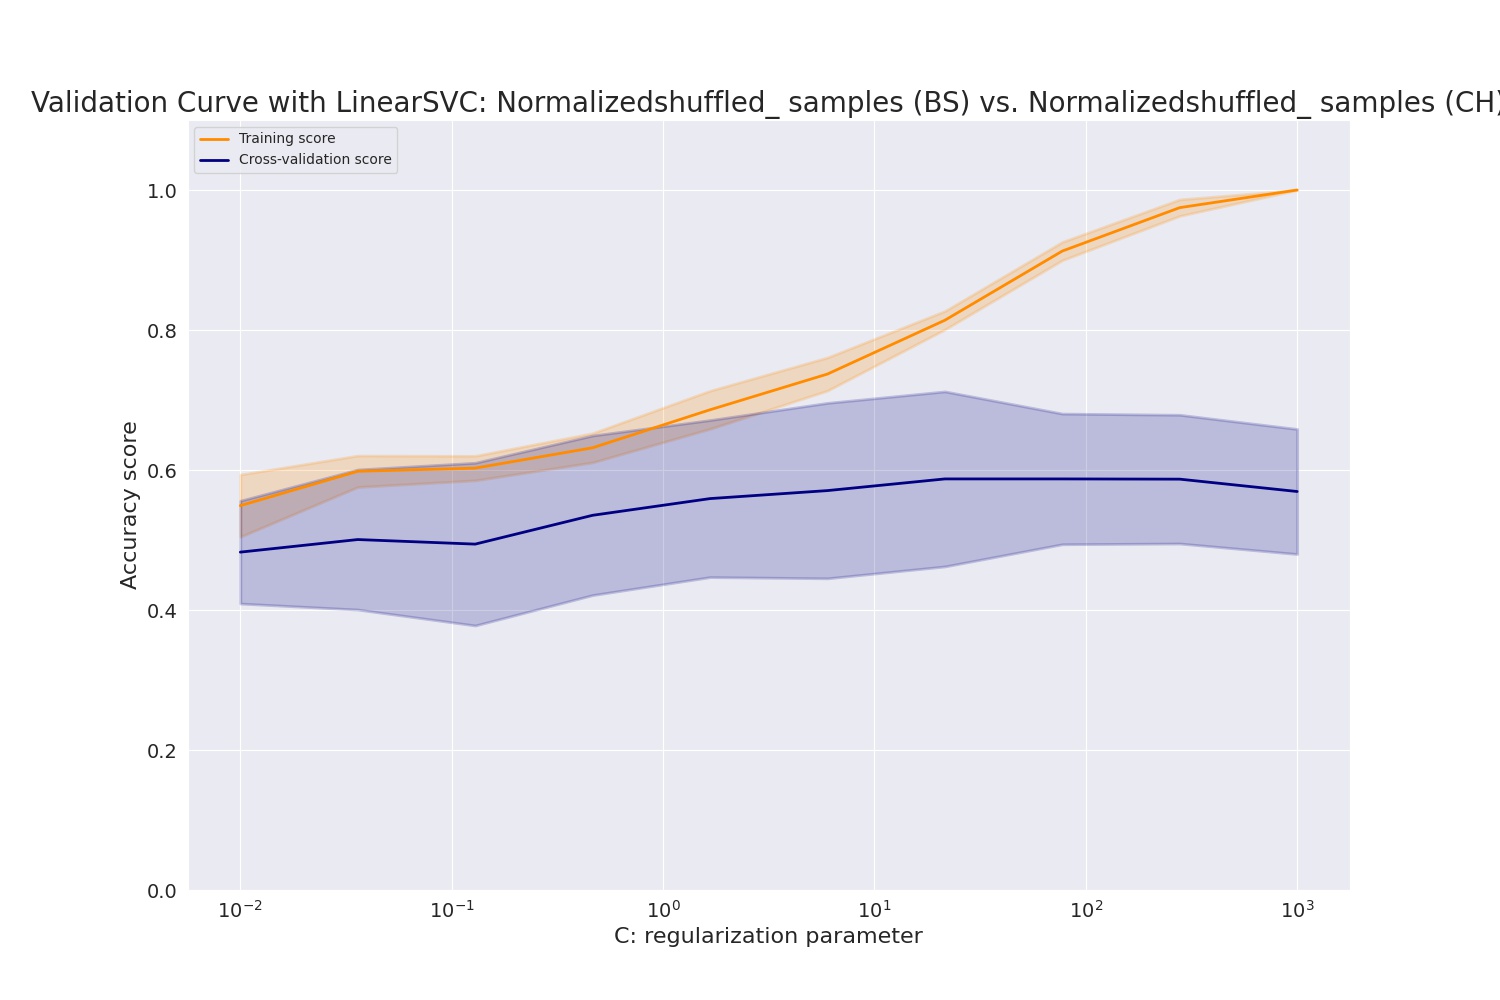 Validation Curve with LinearSVC: Normalizedshuffled_ samples (BS) vs. Normalizedshuffled_ samples (CH)
Training score
Cross-validation score
1.0
0.8
0.6
0.4
0.2
0.0
Accuracy score
10⁻² 10⁻¹ 10⁰ 10¹ 10² 10³
C: regularization parameter